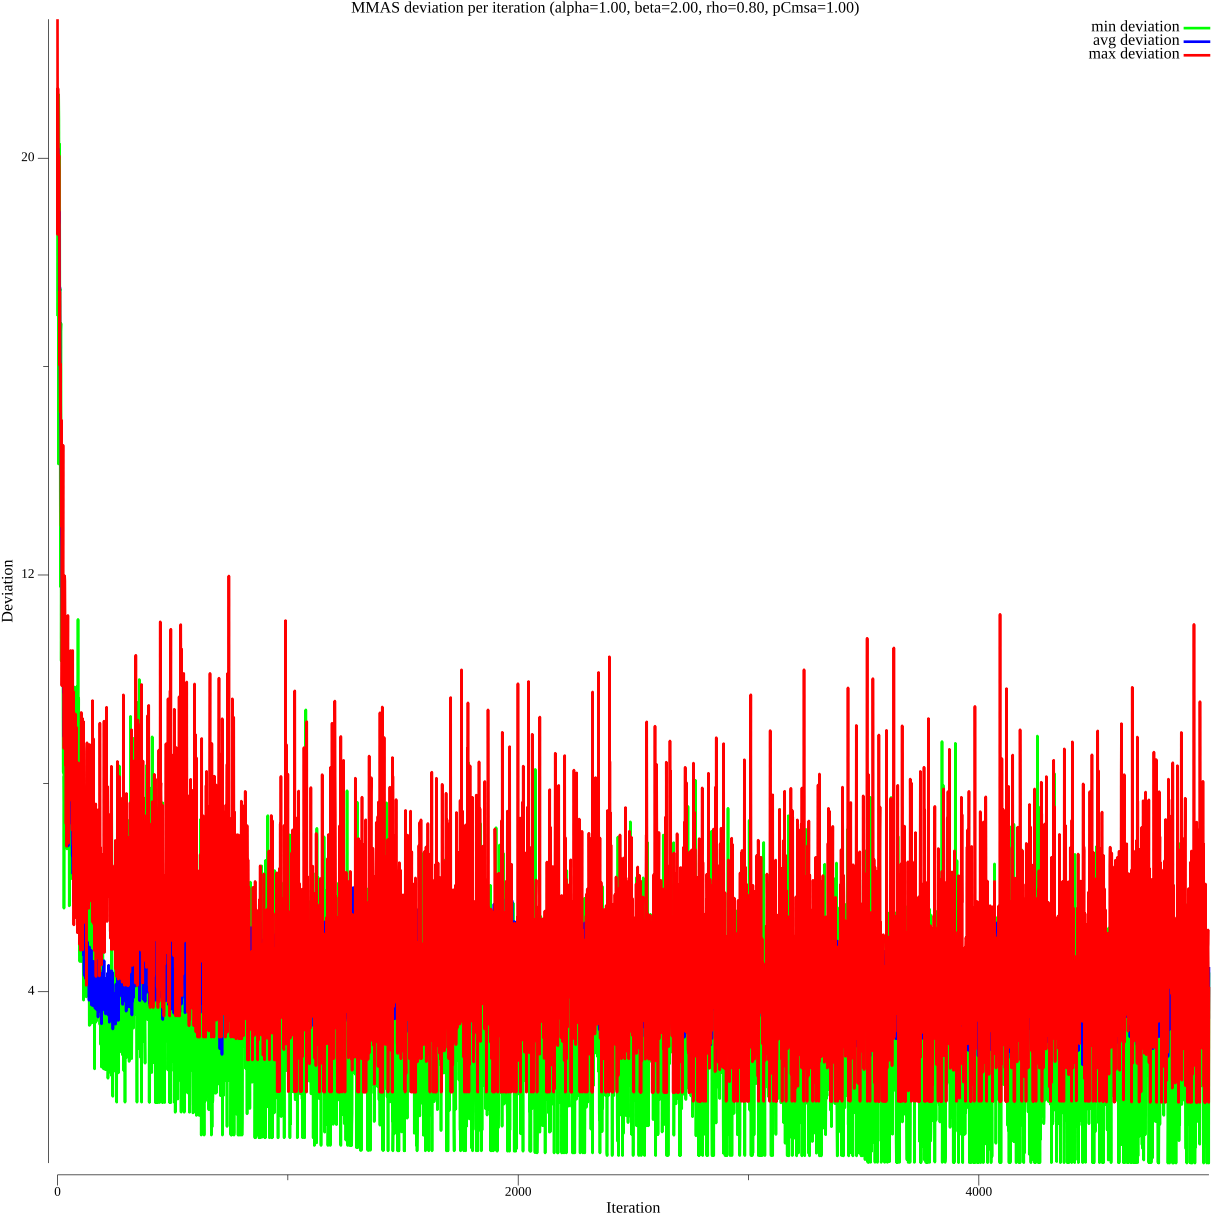 MMAS deviation per iteration (alpha=1.00, beta=2.00, rho=0.80, pCmsa=1.00)
min deviation
avg deviation
max deviation
20
12
4
Deviation
0
2000
4000
Iteration